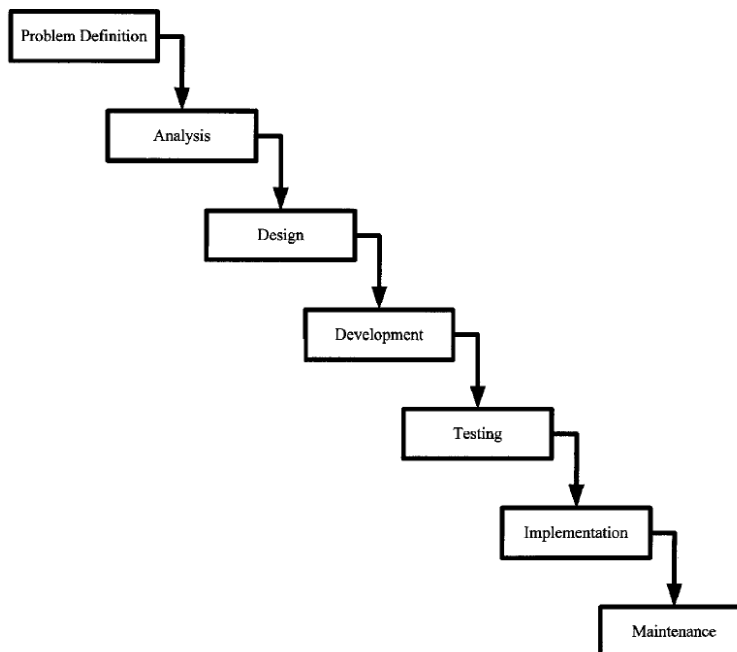 Problem Definition
Analysis
Design
Development
Testing
Implementation
Maintenance